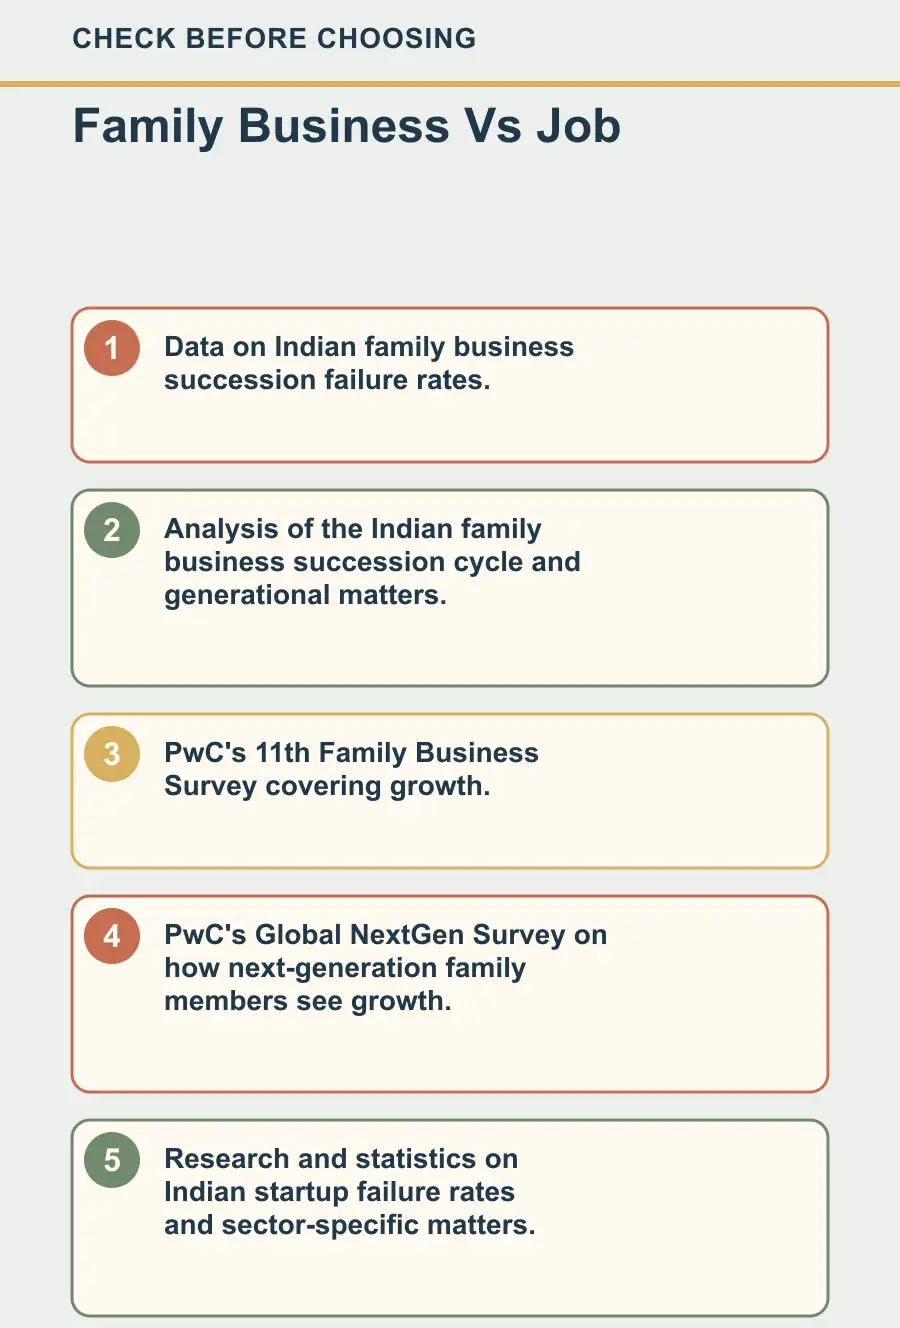 CHECK BEFORE CHOOSING
Family Business Vs Job
1
Data on Indian family business
succession failure rates.
2
Analysis of the Indian family
business succession cycle and
generational matters.
3
PwC's 11th Family Business
Survey covering growth.
4
PwC's Global NextGen Survey on
how next-generation family
members see growth.
5
Research and statistics on
Indian startup failure rates
and sector-specific matters.